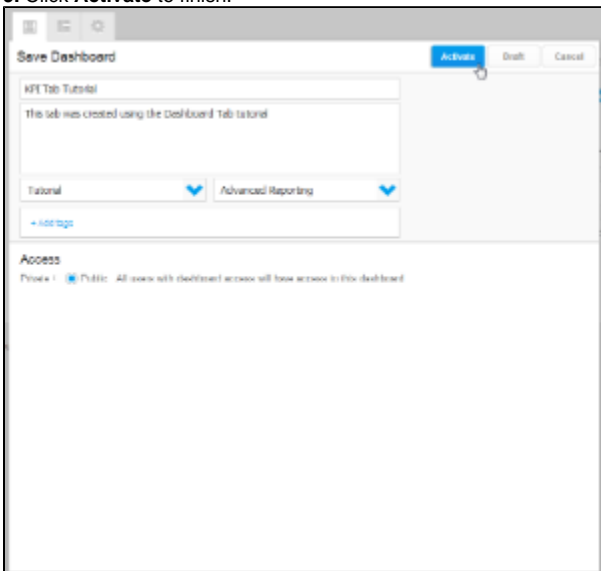 Click Activate to finish.
Save Dashboard
Activate Draft Cancel
KPI Tab Tutorial
This tab was created using the Dashboard Tab tutorial
Tutorial Advanced Reporting
+ Add tags
Access
Private Public All users with dashboard access will have access to this dashboard